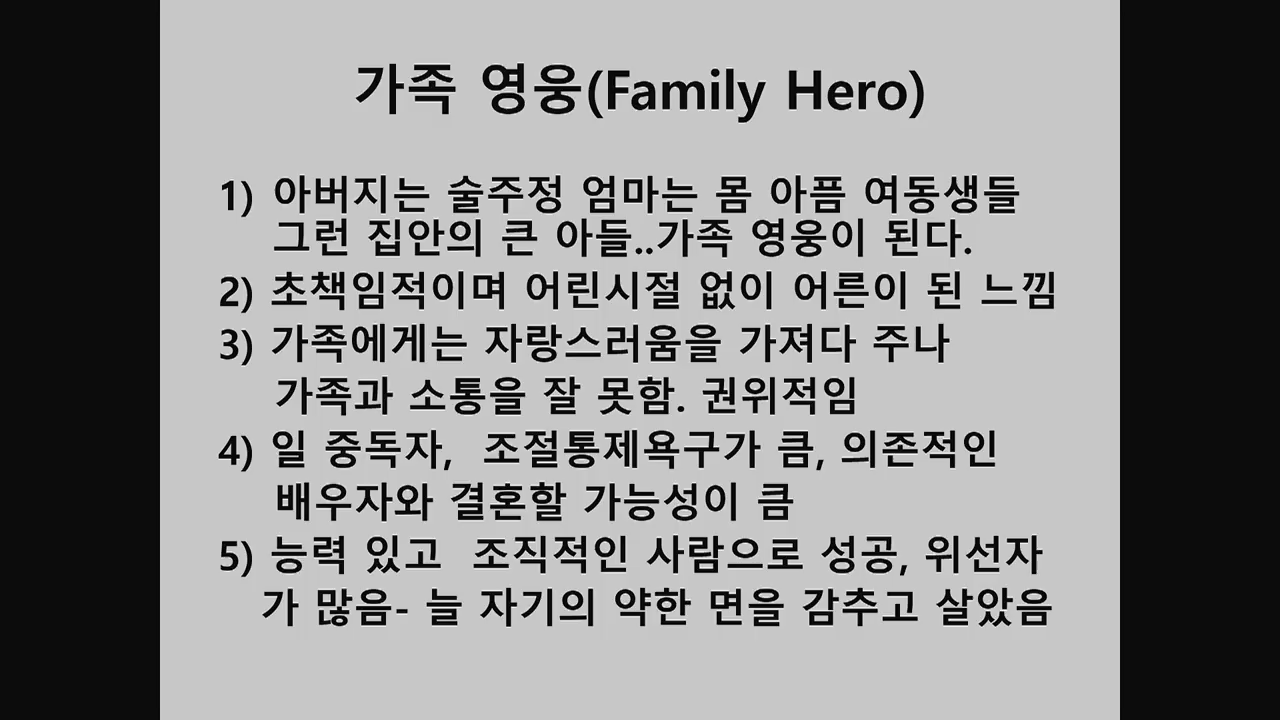 가족 영웅(Family Hero)
1) 아버지는 술주정 엄마는 몸 아픔 여동생들
그런 집안의 큰 아들..가족 영웅이 된다.
2) 초책임적이며 어린시절 없이 어른이 된 느낌
3) 가족에게는 자랑스러움을 가져다 주나
가족과 소통을 잘 못함. 권위적임
4) 일 중독자,  조절통제욕구가 큼, 의존적인
배우자와 결혼할 가능성이 큼
5) 능력 있고  조직적인 사람으로 성공, 위선자
가 많음- 늘 자기의 약한 면을 감추고 살았음